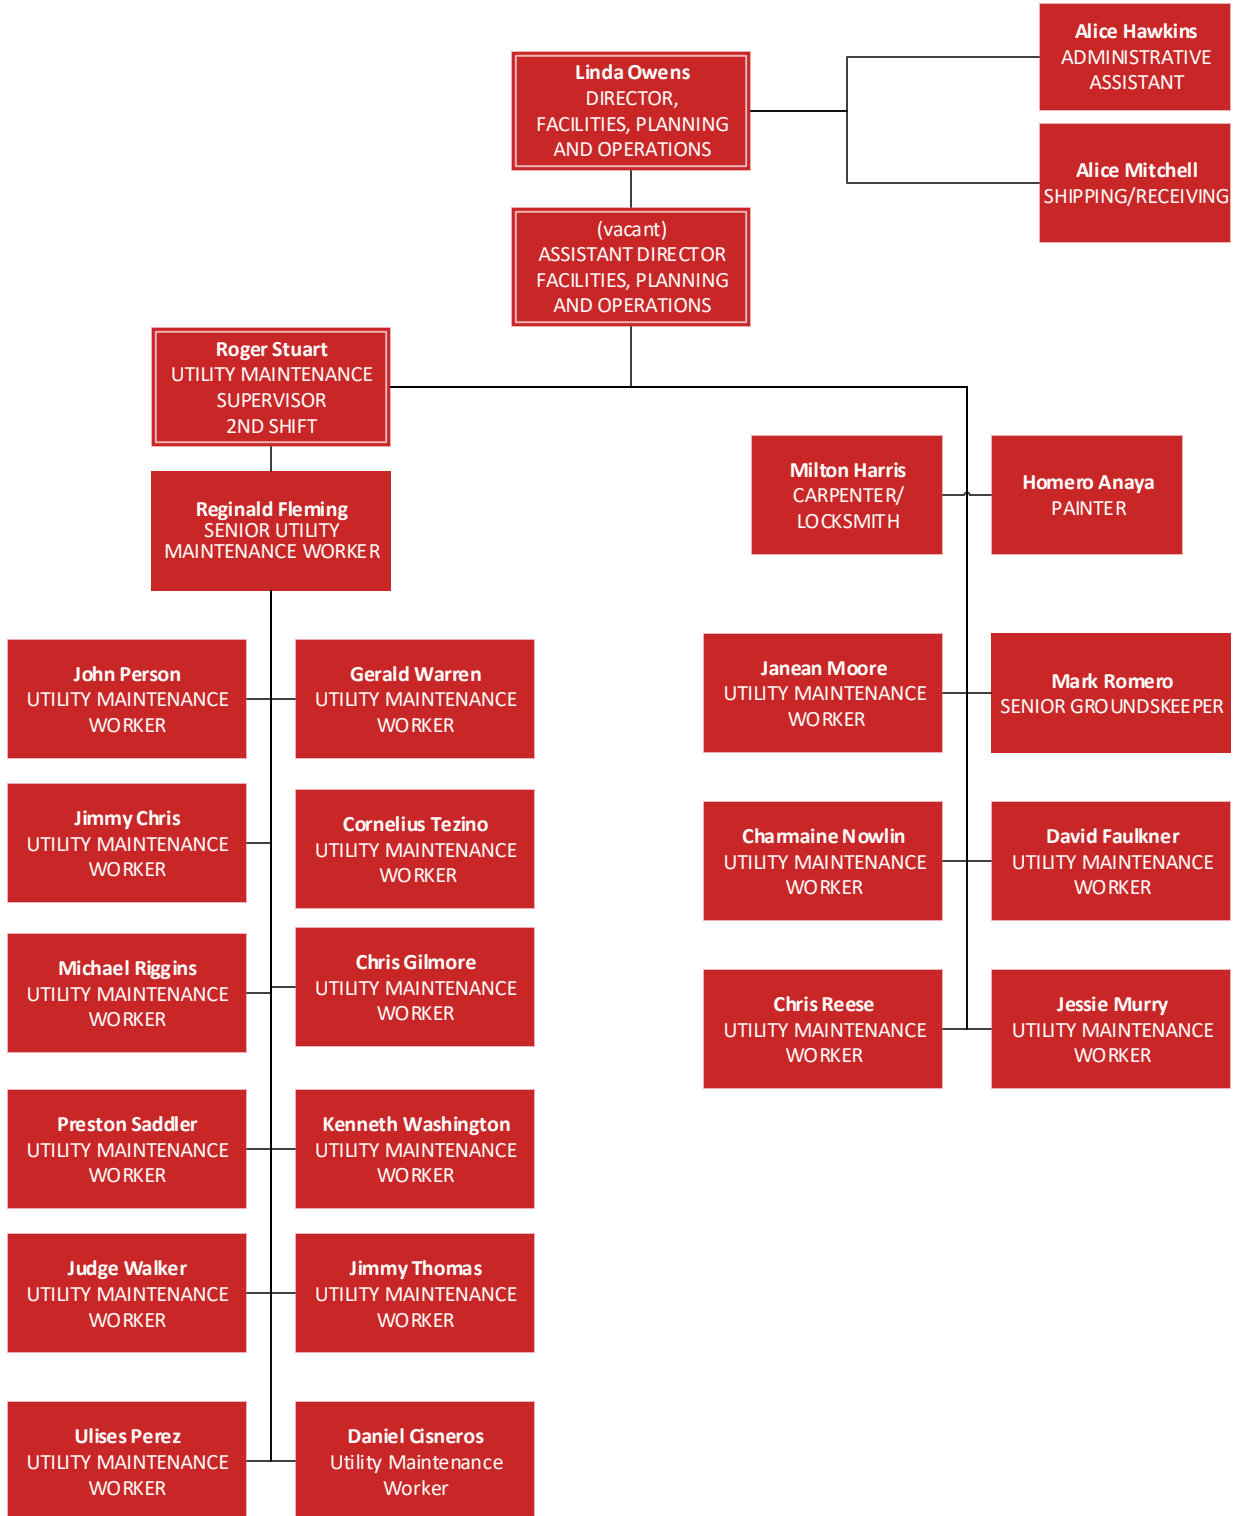 Alice Hawkins
ADMINISTRATIVE
ASSISTANT
Linda Owens
DIRECTOR,
FACILITIES, PLANNING
AND OPERATIONS
Alice Mitchell
SHIPPING/RECEIVING
(vacant)
ASSISTANT DIRECTOR
FACILITIES, PLANNING
AND OPERATIONS
Roger Stuart
UTILITY MAINTENANCE
SUPERVISOR
2ND SHIFT
Reginald Fleming
SENIOR UTILITY
MAINTENANCE WORKER
Milton Harris
CARPENTER/
LOCKSMITH
Homero Anaya
PAINTER
John Person
UTILITY MAINTENANCE
WORKER
Gerald Warren
UTILITY MAINTENANCE
WORKER
Janean Moore
UTILITY MAINTENANCE
WORKER
Mark Romero
SENIOR GROUNDSKEEPER
Jimmy Chris
UTILITY MAINTENANCE
WORKER
Cornelius Tezino
UTILITY MAINTENANCE
WORKER
Charmaine Nowlin
UTILITY MAINTENANCE
WORKER
David Faulkner
UTILITY MAINTENANCE
WORKER
Michael Riggins
UTILITY MAINTENANCE
WORKER
Chris Gilmore
UTILITY MAINTENANCE
WORKER
Chris Reese
UTILITY MAINTENANCE
WORKER
Jessie Murry
UTILITY MAINTENANCE
WORKER
Preston Saddler
UTILITY MAINTENANCE
WORKER
Kenneth Washington
UTILITY MAINTENANCE
WORKER
Judge Walker
UTILITY MAINTENANCE
WORKER
Jimmy Thomas
UTILITY MAINTENANCE
WORKER
Ulises Perez
UTILITY MAINTENANCE
WORKER
Daniel Cisneros
Utility Maintenance
Worker